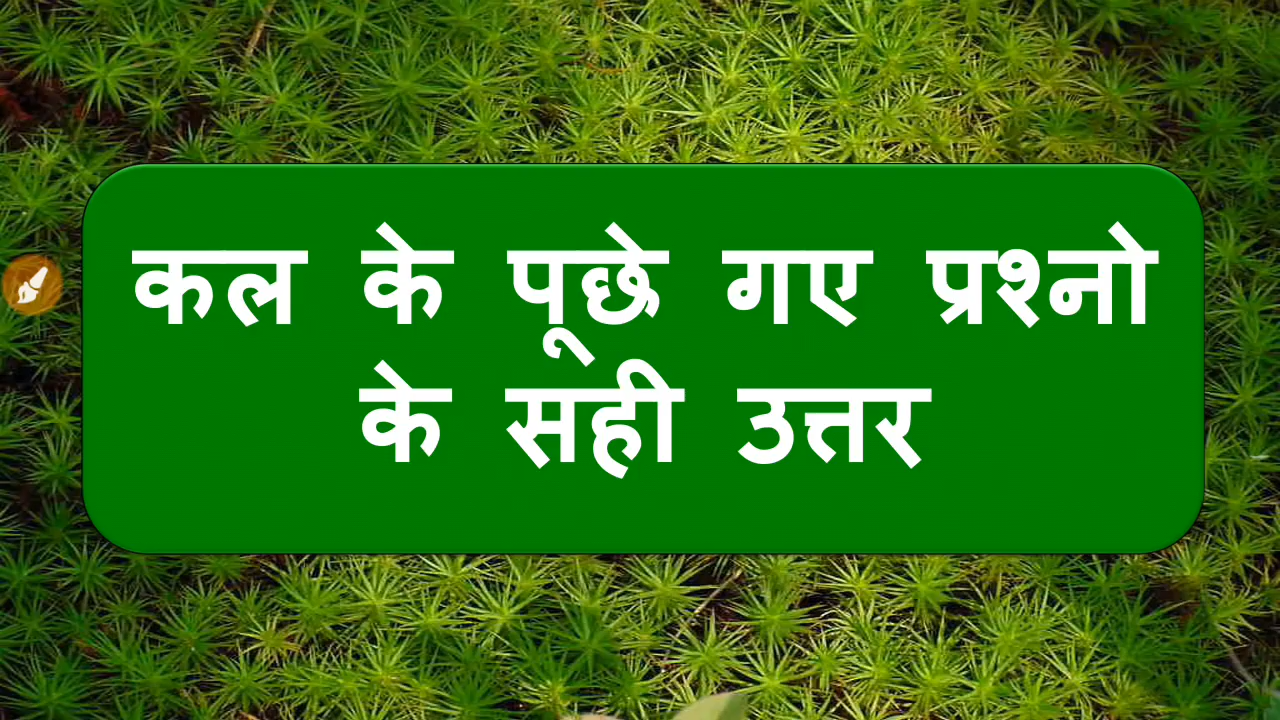 कल के पूछे गए प्रश्नो
के सही उत्तर